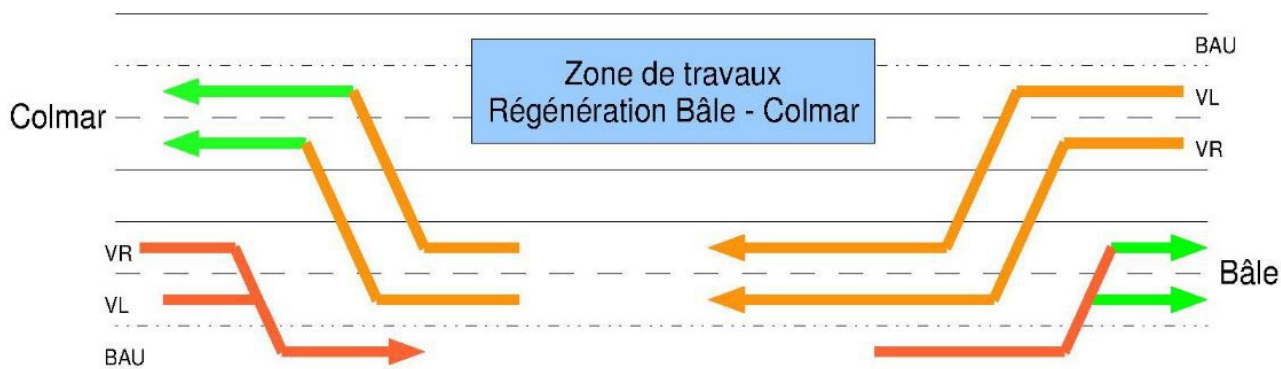 BAU
Zone de travaux
Régénération Bâle - Colmar
VL
Colmar
VR
VR
Bâle
VL
BAU